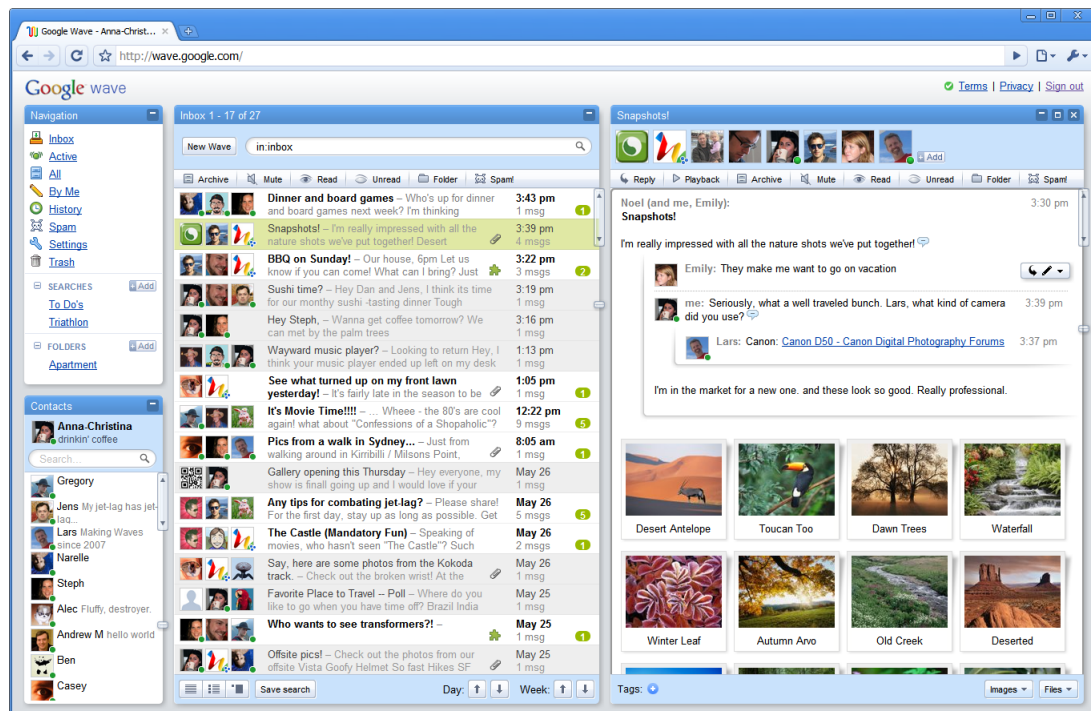 Google Wave - Anna-Christ...
http://wave.google.com/
Google wave
Terms | Privacy | Sign out
Navigation
Inbox
Active
All
By Me
History
Spam
Settings
Trash
SEARCHES
Add
To Do's
Triathlon
FOLDERS
Add
Apartment
Contacts
Anna-Christina
drinkin' coffee
Search...
Gregory
Jens My jet-lag has jet-
lag...
Lars Making Waves
since 2007
Narelle
Steph
Alec Fluffy, destroyer.
Andrew M hello world
Ben
Casey
Inbox 1 - 17 of 27
New Wave
in:inbox
Archive Mute Read Unread Folder Spam!
Dinner and board games – Who's up for dinner 3:43 pm
and board games next week? I'm thinking 1 msg 1
Snapshots! – I'm really impressed with all the 3:39 pm
nature shots we've put together! Desert 4 msgs
BBQ on Sunday! – Our house, 6pm Let us 3:22 pm
know if you can come! What can I bring? Just 3 msgs 2
Sushi time? – Hey Dan and Jens, I think its time 3:19 pm
for our monthy sushi -tasting dinner Tough 1 msg
Hey Steph, – Wanna get coffee tomorrow? We 3:16 pm
can met by the palm trees 1 msg
Wayward music player? – Looking to return Hey, I 1:13 pm
think your music player ended up left on my desk 1 msg
See what turned up on my front lawn 1:05 pm
yesterday! – It's fairly late in the season to be 1 msg 1
It's Movie Time!!!! – ... Wheee - the 80's are cool 12:22 pm
again! what about "Confessions of a Shopaholic"? 9 msgs 5
Pics from a walk in Sydney... – Just from 8:05 am
walking around in Kirribilli / Milsons Point, 1 msg 1
Gallery opening this Thursday – Hey everyone, my May 26
show is finall going up and I would love if your 1 msg
Any tips for combating jet-lag? – Please share! May 26
For the first day, stay up as long as possible. Get 5 msgs 5
The Castle (Mandatory Fun) – Speaking of May 26
movies, who hasn't seen "The Castle"? Such 2 msgs 1
Say, here are some photos from the Kokoda May 26
track. – Check out the broken wrist! At the 1 msg
Favorite Place to Travel – Poll – Where do you May 25
like to go when you have time off? Brazil India 1 msg
Who wants to see transformers?! – May 25
1 msg 1
Offsite pics! – Check out the photos from our May 25
offsite Vista Goofy Helmet So fast Hikes SF 1 msg
Save search
Day: Week:
Snapshots!
Add
Reply Playback Archive Mute Read Unread Folder Spam!
Noel (and me, Emily): 3:30 pm
Snapshots!
I'm really impressed with all the nature shots we've put together!
Emily: They make me want to go on vacation
me: Seriously, what a well traveled bunch. Lars, what kind of camera 3:39 pm
did you use?
Lars: Canon: Canon D50 - Canon Digital Photography Forums 3:37 pm
I'm in the market for a new one. and these look so good. Really professional.
Desert Antelope Toucan Too Dawn Trees Waterfall
Winter Leaf Autumn Arvo Old Creek Deserted
Tags:
Images
Files